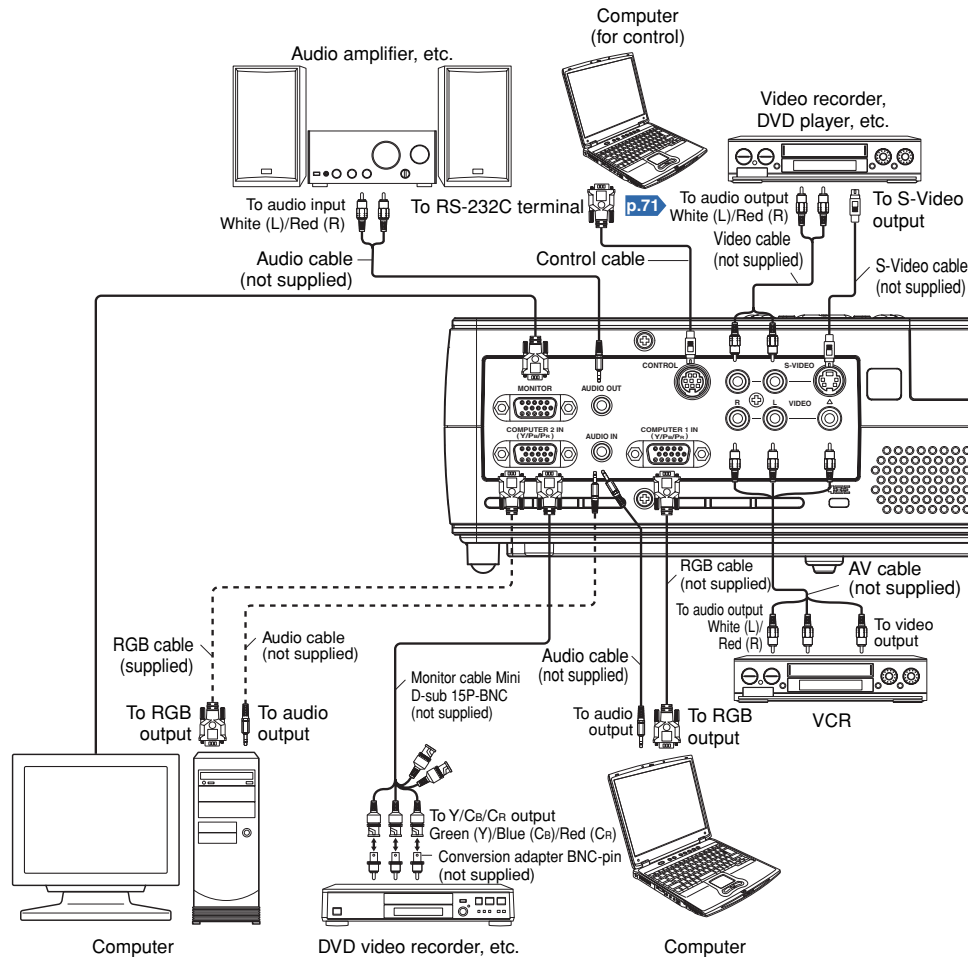 Computer
(for control)
Audio amplifier, etc.
Video recorder,
DVD player, etc.
To audio input
White (L)/Red (R)
To RS-232C terminal
p.71
To audio output
White (L)/Red (R)
To S-Video
output
Audio cable
(not supplied)
Control cable
Video cable
(not supplied)
S-Video cable
(not supplied)
CONTROL
S-VIDEO
MONITOR
AUDIO OUT
R
L
VIDEO
COMPUTER 2 IN
(Y/PB/PR)
AUDIO IN
COMPUTER 1 IN
(Y/PB/PR)
RGB cable
(not supplied)
AV cable
(not supplied)
To audio output
White (L)/
Red (R)
To video
output
RGB cable
(supplied)
Audio cable
(not supplied)
Audio cable
(not supplied)
Monitor cable Mini
D-sub 15P-BNC
(not supplied)
VCR
To RGB
output
To audio
output
To audio
output
To RGB
output
To Y/CB/CR output
Green (Y)/Blue (CB)/Red (CR)
Conversion adapter BNC-pin
(not supplied)
Computer
DVD video recorder, etc.
Computer